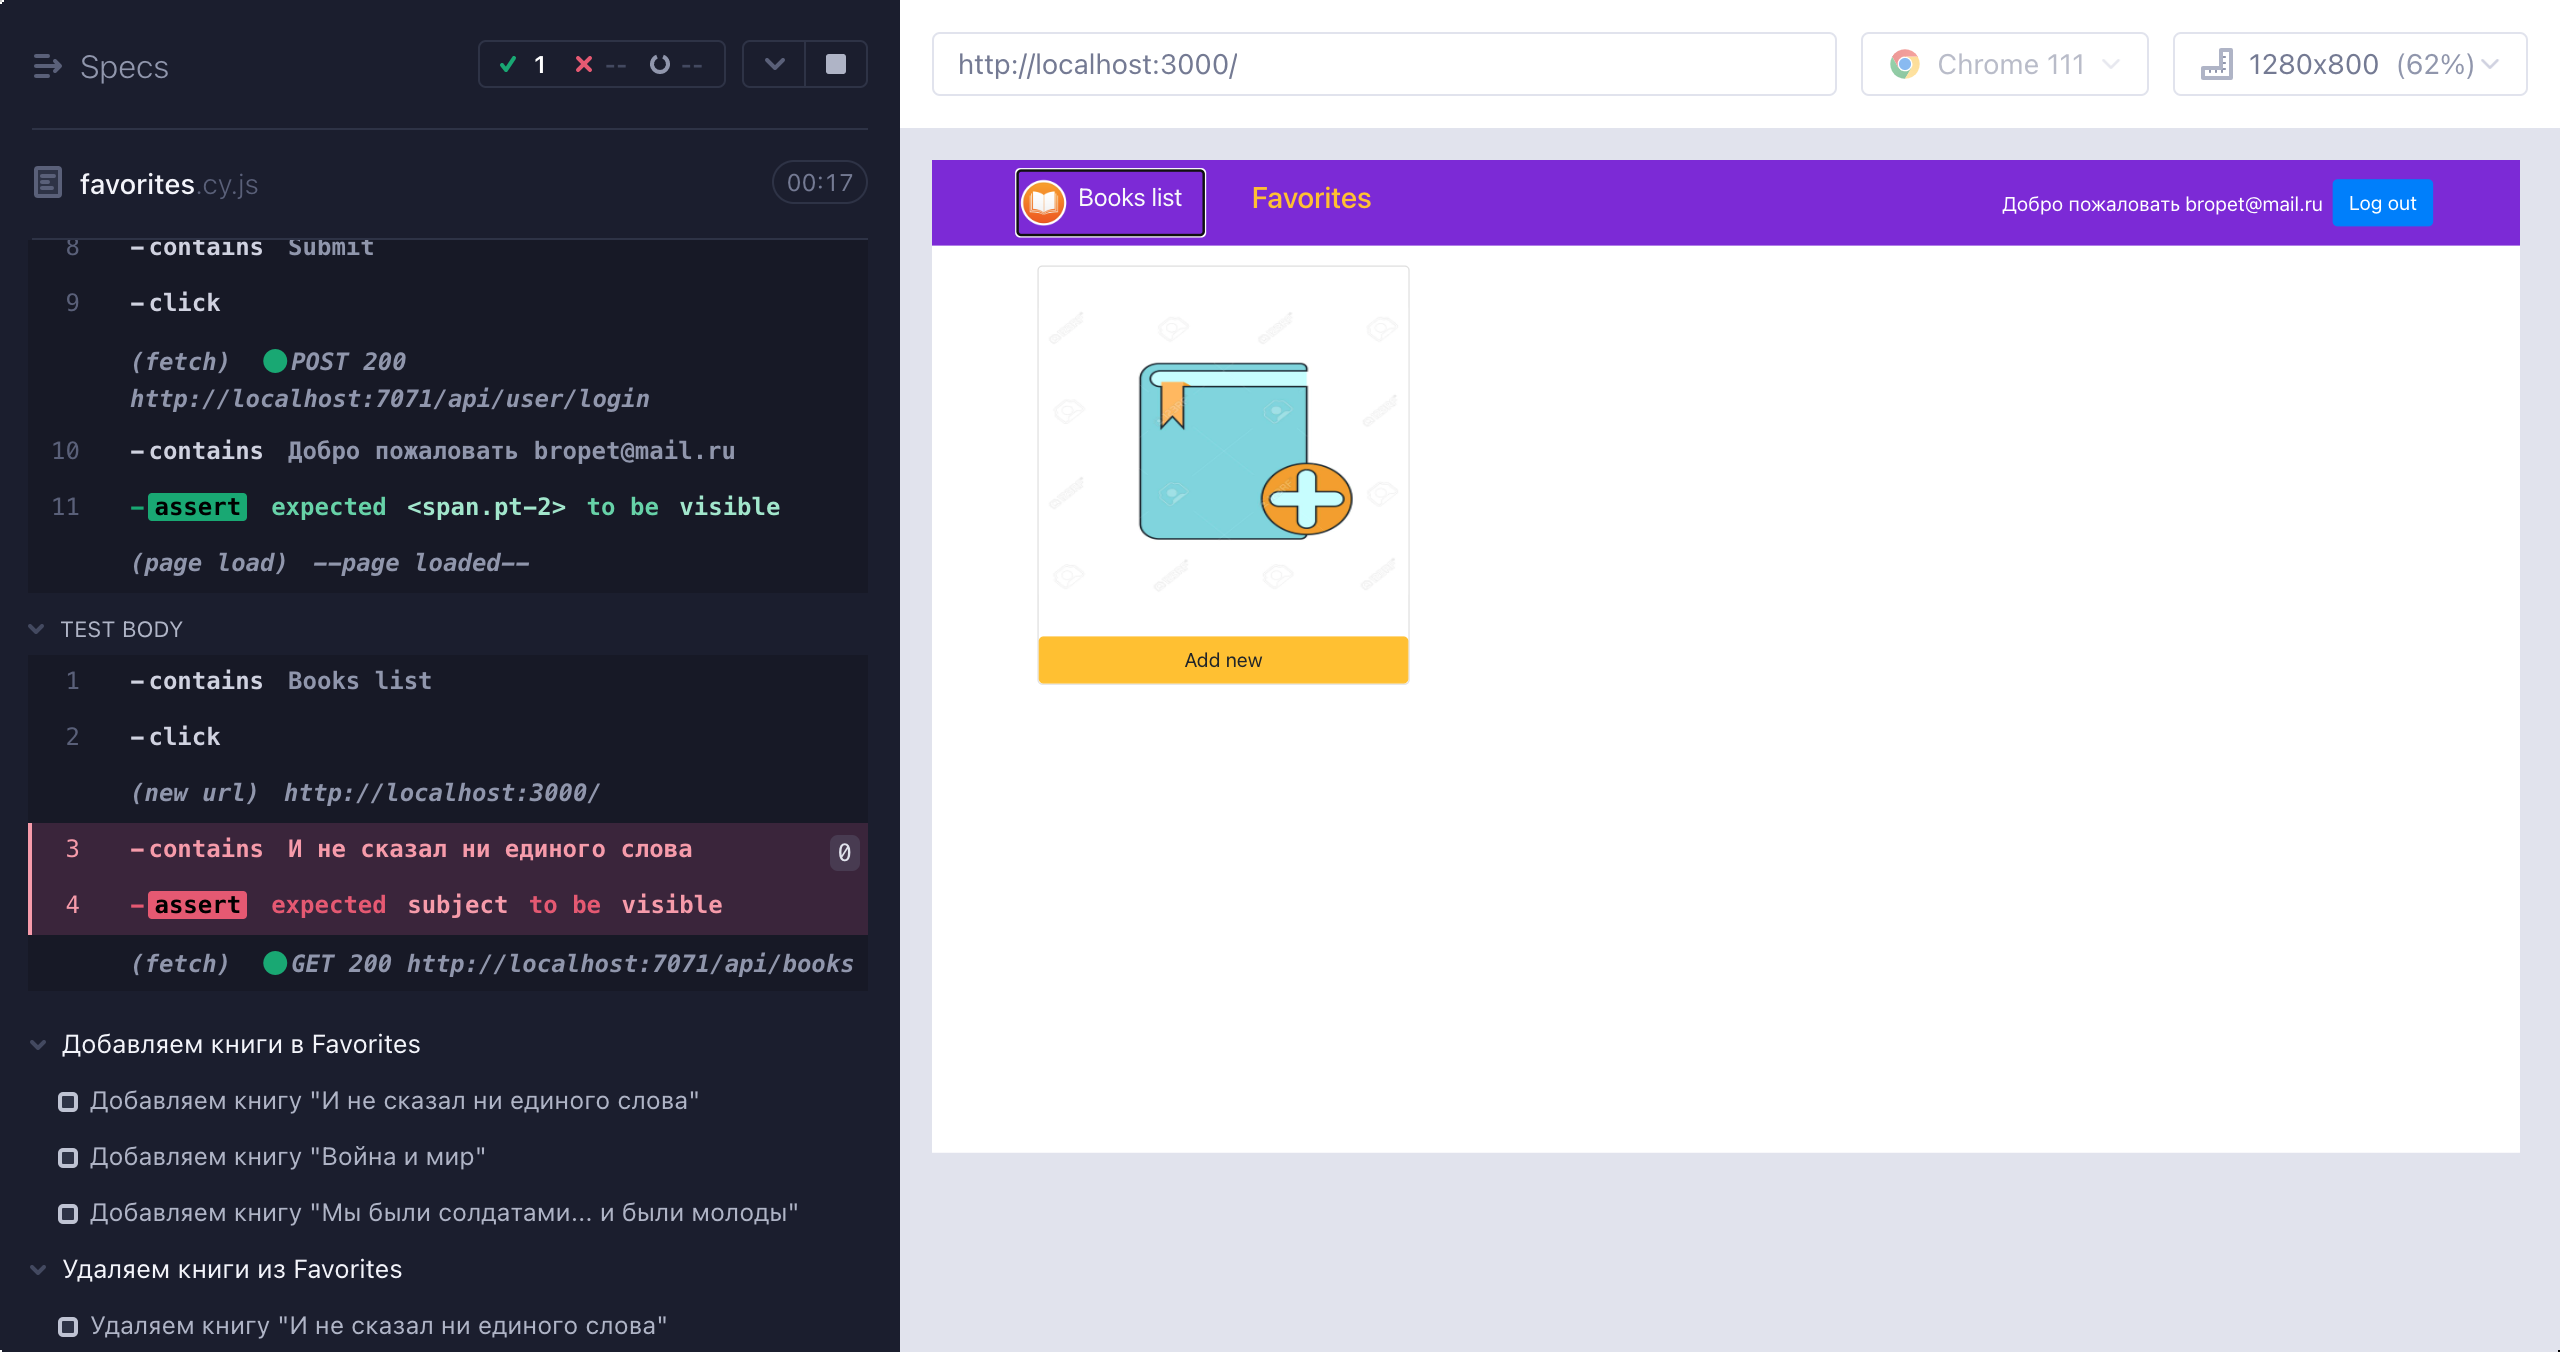 Specs
1 -- --
favorites.cy.js 00:17
8 -contains Submit
9 -click
(fetch) POST 200
http://localhost:7071/api/user/login
10 -contains Добро пожаловать bropet@mail.ru
11 -assert expected <span.pt-2> to be visible
(page load) --page loaded--
TEST BODY
1 -contains Books list
2 -click
(new url) http://localhost:3000/
3 -contains И не сказал ни единого слова 0
4 -assert expected subject to be visible
(fetch) GET 200 http://localhost:7071/api/books
Добавляем книги в Favorites
Добавляем книгу "И не сказал ни единого слова"
Добавляем книгу "Война и мир"
Добавляем книгу "Мы были солдатами... и были молоды"
Удаляем книги из Favorites
Удаляем книгу "И не сказал ни единого слова"
http://localhost:3000/
Chrome 111
1280x800 (62%)
Books list
Favorites
Добро пожаловать bropet@mail.ru
Log out
Add new